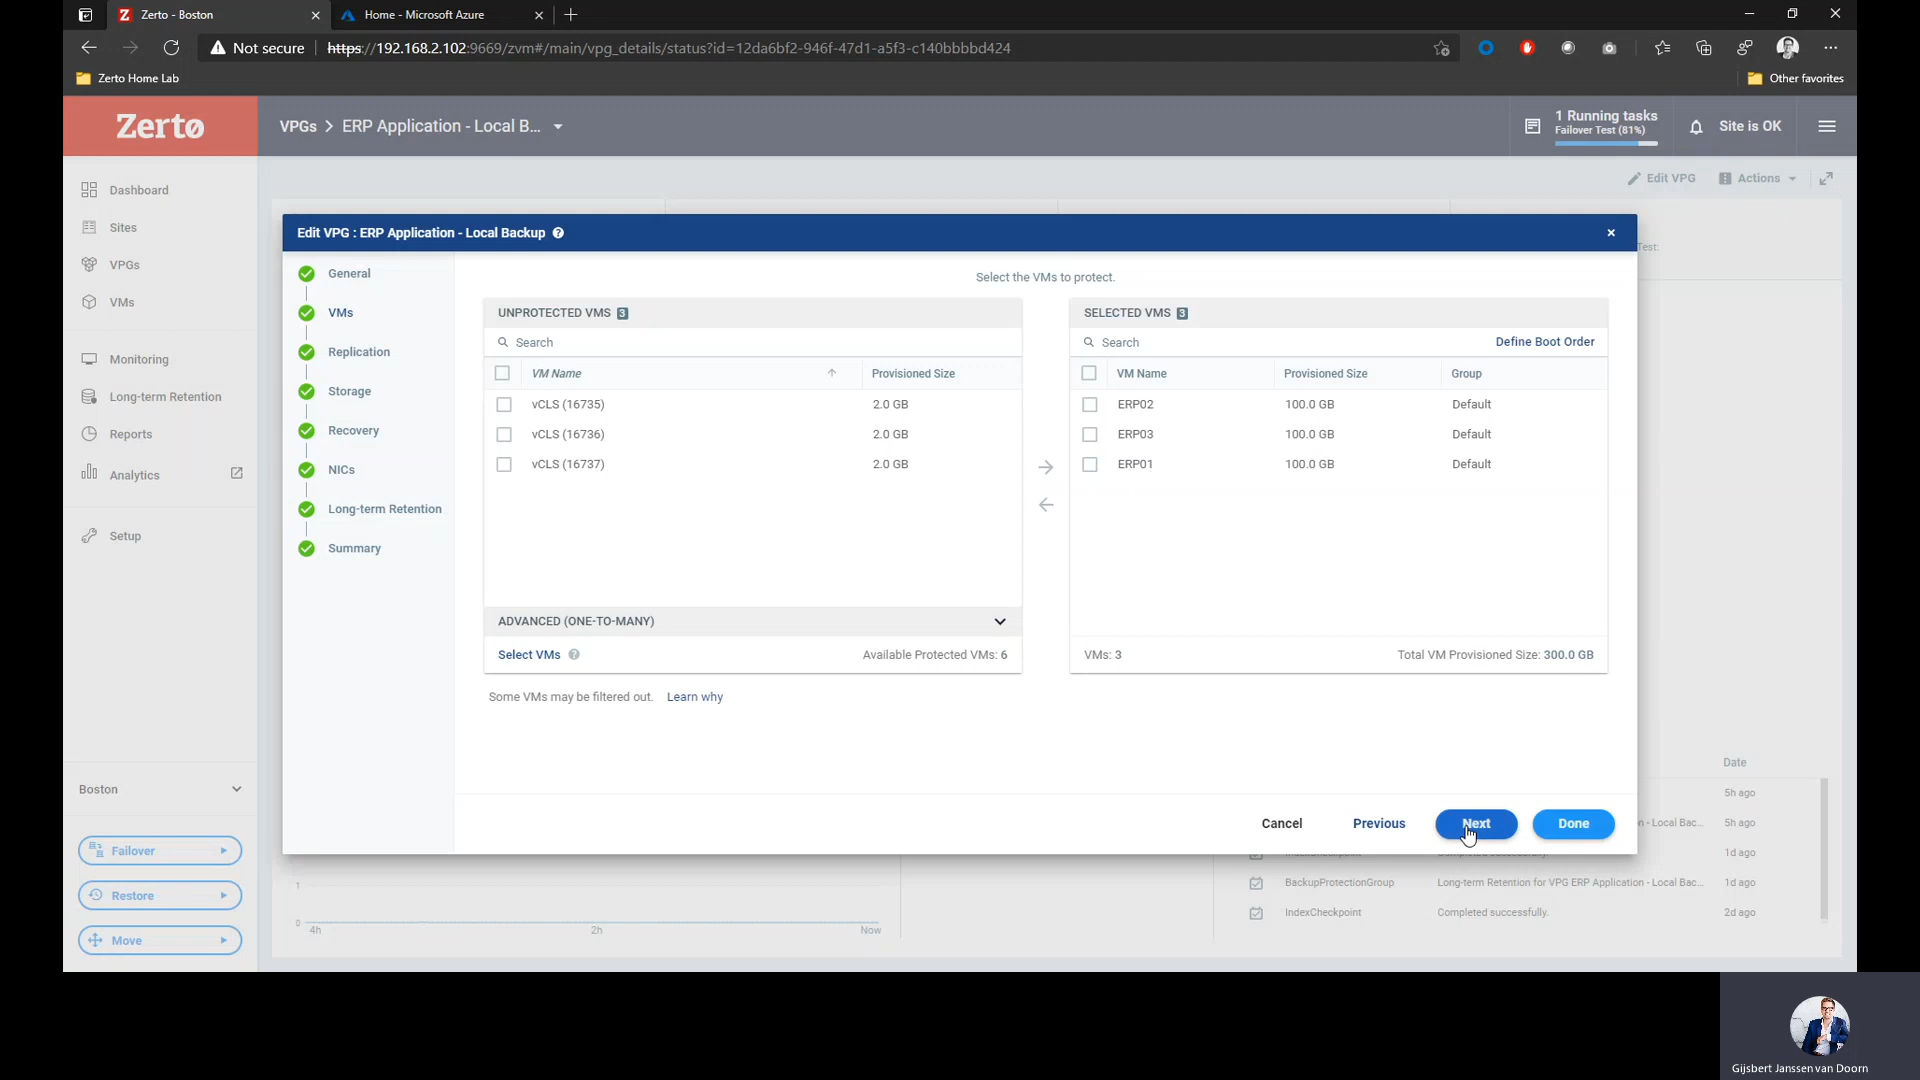 Zerto - Boston
Home - Microsoft Azure
Not secure
https://192.168.2.102:9669/zvm#/main/vpg_details/status?id=12da6bf2-946f-47d1-a5f3-c140bbbbd424
Zerto Home Lab
Other favorites
Zerto
VPGs > ERP Application - Local B...
1 Running tasks
Failover Test (81%)
Site is OK
Dashboard
Sites
VPGs
VMs
Monitoring
Long-term Retention
Reports
Analytics
Setup
Boston
Failover
Restore
Move
Edit VPG
Actions
Test:
Edit VPG : ERP Application - Local Backup
General
VMs
Replication
Storage
Recovery
NICs
Long-term Retention
Summary
Select the VMs to protect.
UNPROTECTED VMS 3
Search
VM Name Provisioned Size
vCLS (16735) 2.0 GB
vCLS (16736) 2.0 GB
vCLS (16737) 2.0 GB
ADVANCED (ONE-TO-MANY)
Select VMs Available Protected VMs: 6
Some VMs may be filtered out. Learn why
SELECTED VMS 3
Search Define Boot Order
VM Name Provisioned Size Group
ERP02 100.0 GB Default
ERP03 100.0 GB Default
ERP01 100.0 GB Default
VMs: 3 Total VM Provisioned Size: 300.0 GB
Cancel Previous Next Done
Date
5h ago
n - Local Bac... 5h ago
IndexCheckpoint Completed successfully. 1d ago
BackupProtectionGroup Long-term Retention for VPG ERP Application - Local Bac... 1d ago
IndexCheckpoint Completed successfully. 2d ago
1
0
4h 2h Now
Gijsbert Janssen van Doorn